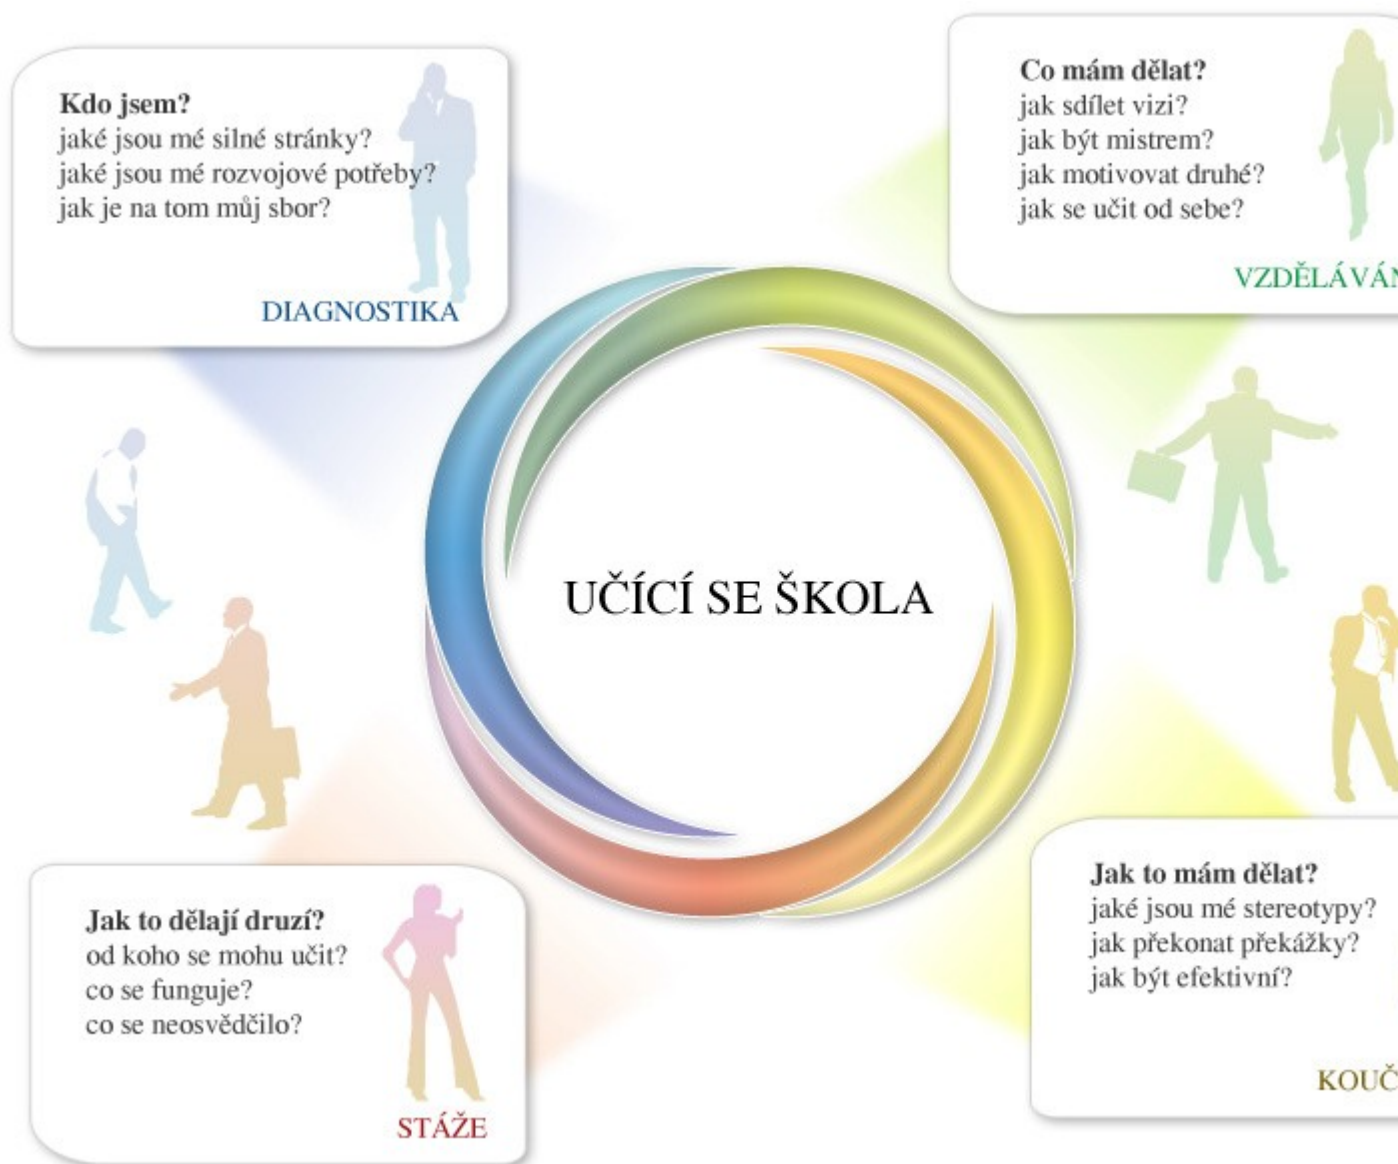 Kdo jsem?
jaké jsou mé silné stránky?
jaké jsou mé rozvojové potřeby?
jak je na tom můj sbor?
DIAGNOSTIKA
Co mám dělat?
jak sdílet vizi?
jak být mistrem?
jak motivovat druhé?
jak se učit od sebe?
UČÍCÍ SE ŠKOLA
Jak to dělají druzí?
od koho se mohu učit?
co se funguje?
co se neosvědčilo?
STÁŽE
Jak to mám dělat?
jaké jsou mé stereotypy?
jak překonat překážky?
jak být efektivní?